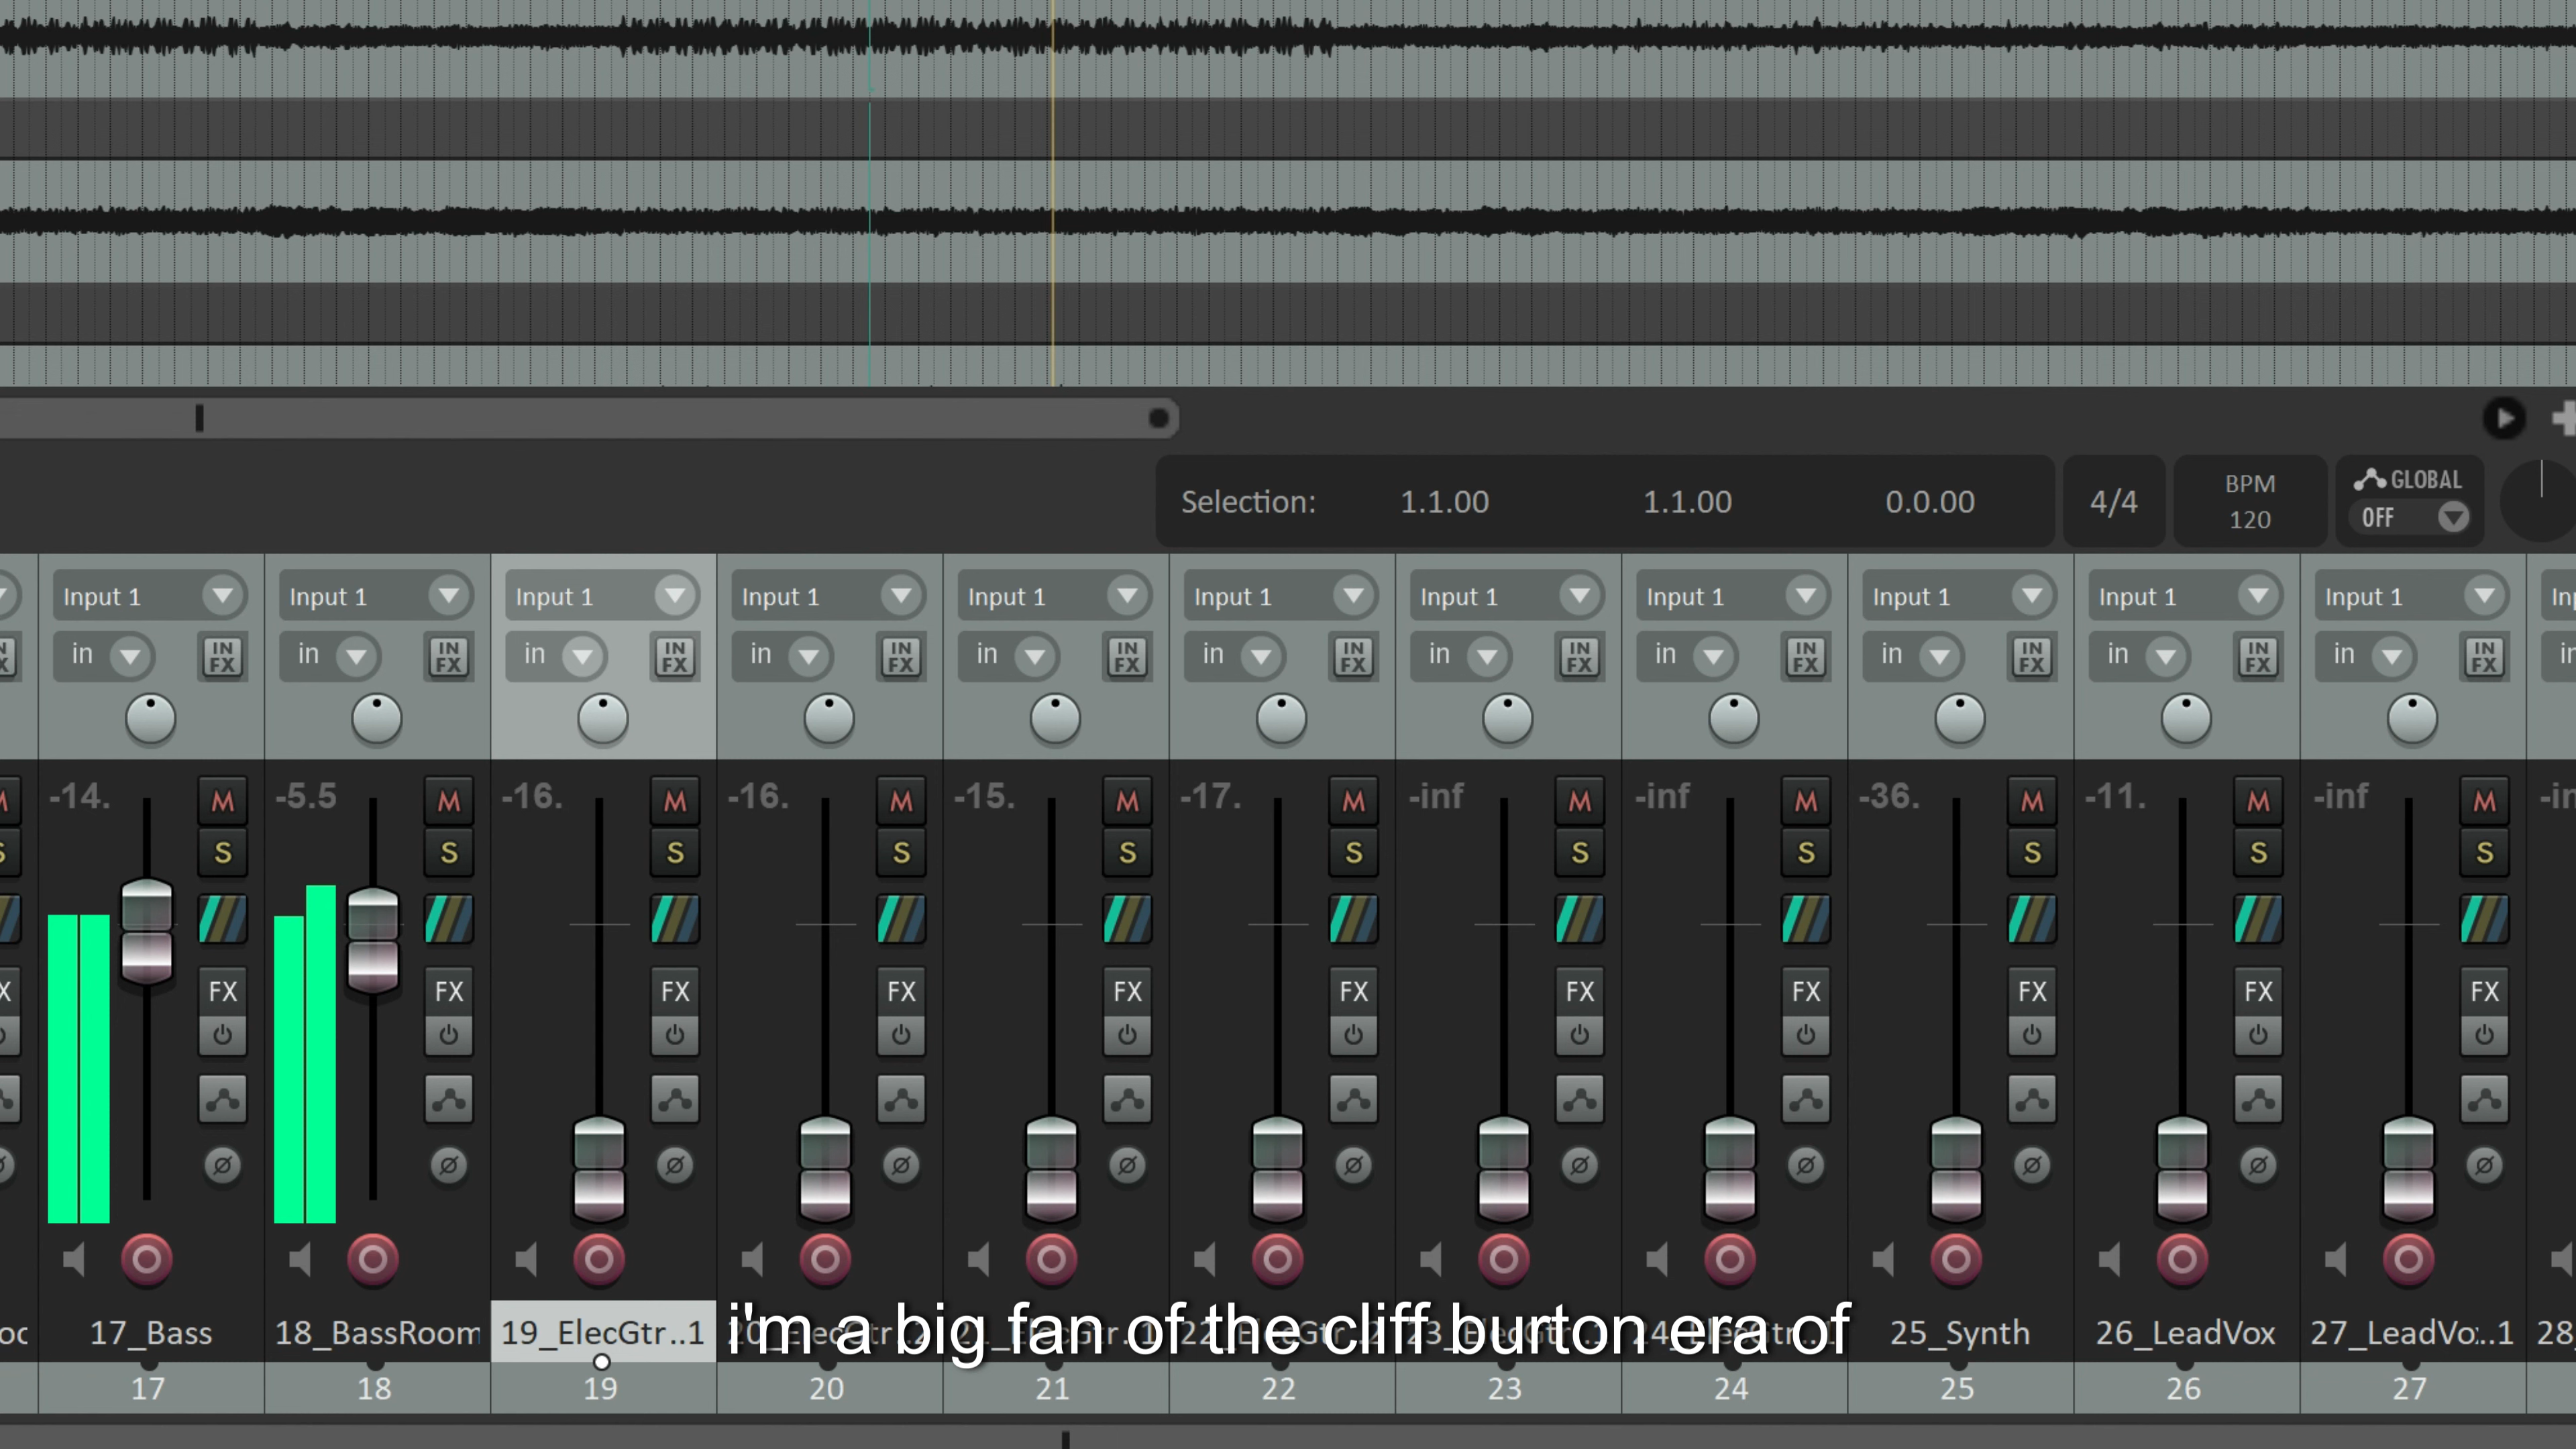 Selection: 1.1.00 1.1.00 0.0.00 4/4 BPM 120 GLOBAL OFF
Input 1 Input 1 Input 1 Input 1 Input 1 Input 1 Input 1 Input 1 Input 1 Input 1 Input 1
in IN FX in IN FX in IN FX in IN FX in IN FX in IN FX in IN FX in IN FX in IN FX in IN FX in IN FX
-14. M -5.5 M -16. M -16. M -15. M -17. M -inf M -inf M -36. M -11. M -inf M
S S S S S S S S S S S
FX FX FX FX FX FX FX FX FX FX FX
i'm a big fan of the cliff burton era of
17_Bass 18_BassRoom 19_ElecGtr..1 25_Synth 26_LeadVox 27_LeadVo..1
17 18 19 20 21 22 23 24 25 26 27